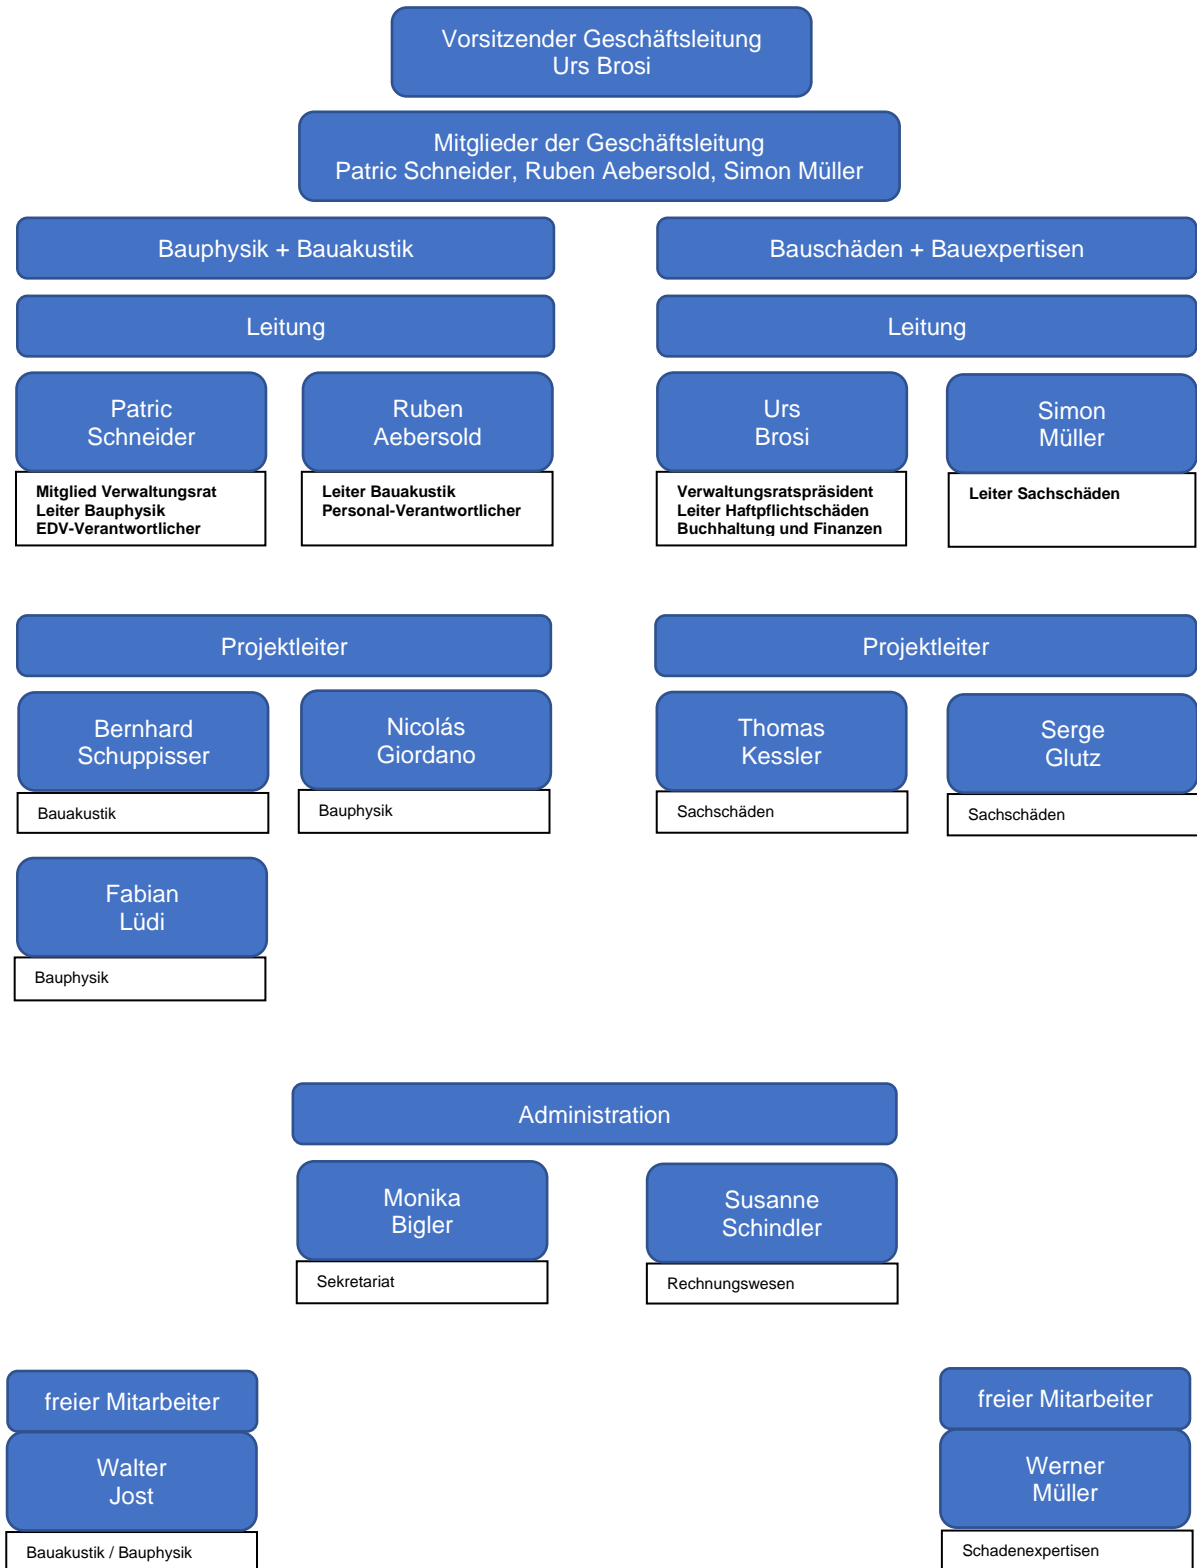 Vorsitzender Geschäftsleitung
Urs Brosi
Mitglieder der Geschäftsleitung
Patric Schneider, Ruben Aebersold, Simon Müller
Bauphysik + Bauakustik
Bauschäden + Bauexpertisen
Leitung
Leitung
Patric
Schneider
Mitglied Verwaltungsrat
Leiter Bauphysik
EDV-Verantwortlicher
Ruben
Aebersold
Leiter Bauakustik
Personal-Verantwortlicher
Urs
Brosi
Verwaltungsratspräsident
Leiter Haftpflichtschäden
Buchhaltung und Finanzen
Simon
Müller
Leiter Sachschäden
Projektleiter
Projektleiter
Bernhard
Schuppisser
Bauakustik
Nicolás
Giordano
Bauphysik
Thomas
Kessler
Sachschäden
Serge
Glutz
Sachschäden
Fabian
Lüdi
Bauphysik
Administration
Monika
Bigler
Sekretariat
Susanne
Schindler
Rechnungswesen
freier Mitarbeiter
Walter
Jost
Bauakustik / Bauphysik
freier Mitarbeiter
Werner
Müller
Schadenexpertisen